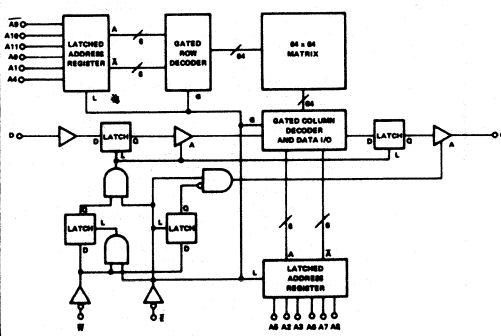 A9
A10
A11
A0
A1
A4
LATCHED
ADDRESS
REGISTER
A
6
A
6
L
GATED
ROW
DECODER
G
64
64 x 64
MATRIX
64
D
D
LATCH
Q
L
A
G
GATED COLUMN
DECODER
AND DATA I/O
D
LATCH
Q
L
A
Q
LATCH
L
D
Q
L
LATCH
D
6
6
A
A
L
LATCHED
ADDRESS
REGISTER
W
E
A5 A2 A3 A6 A7 A8